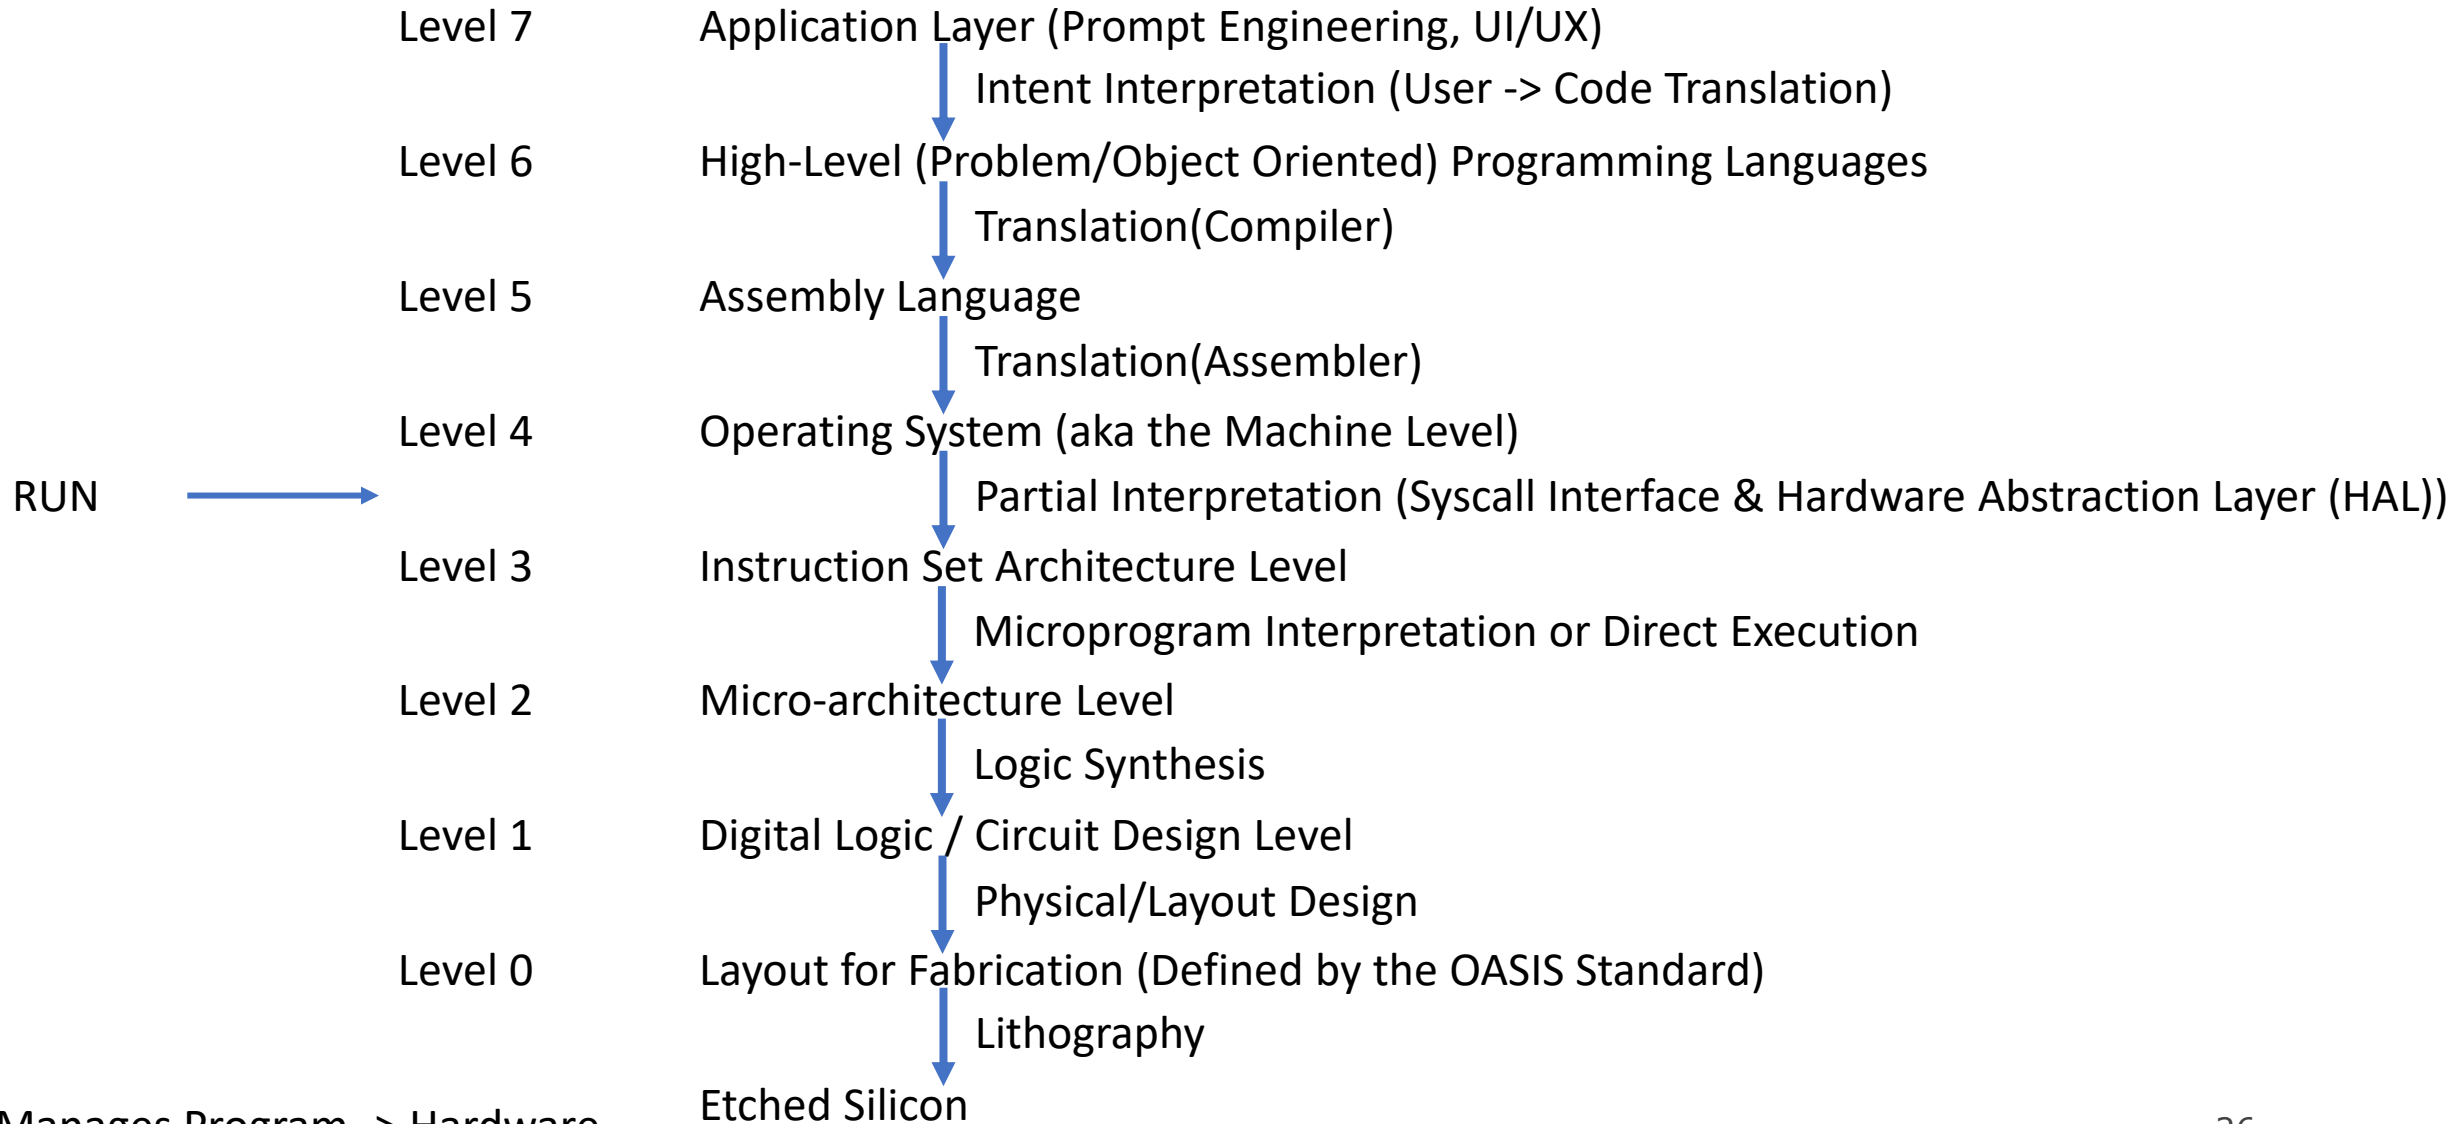 Level 7 Application Layer (Prompt Engineering, UI/UX)
Intent Interpretation (User -> Code Translation)
Level 6 High-Level (Problem/Object Oriented) Programming Languages
Translation(Compiler)
Level 5 Assembly Language
Translation(Assembler)
Level 4 Operating System (aka the Machine Level)
RUN Partial Interpretation (Syscall Interface & Hardware Abstraction Layer (HAL))
Level 3 Instruction Set Architecture Level
Microprogram Interpretation or Direct Execution
Level 2 Micro-architecture Level
Logic Synthesis
Level 1 Digital Logic / Circuit Design Level
Physical/Layout Design
Level 0 Layout for Fabrication (Defined by the OASIS Standard)
Lithography
Etched Silicon
Manages Program -> Hardware